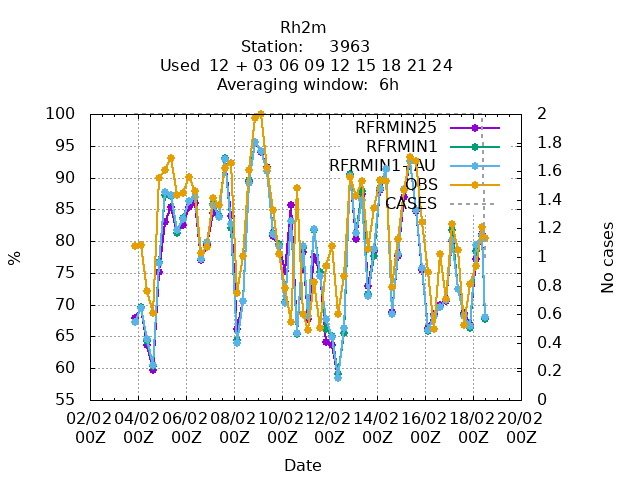 Rh2m
Station: 3963
Used 12 + 03 06 09 12 15 18 21 24
Averaging window: 6h
100
95
90
85
80
75
70
65
60
55
%
2
1.8
1.6
1.4
1.2
1
0.8
0.6
0.4
0.2
0
No cases
RFRMIN25
RFRMIN1
RFRMIN1+AU
OBS
CASES
02/02 04/02 06/02 08/02 10/02 12/02 14/02 16/02 18/02 20/02
00Z 00Z 00Z 00Z 00Z 00Z 00Z 00Z 00Z 00Z
Date